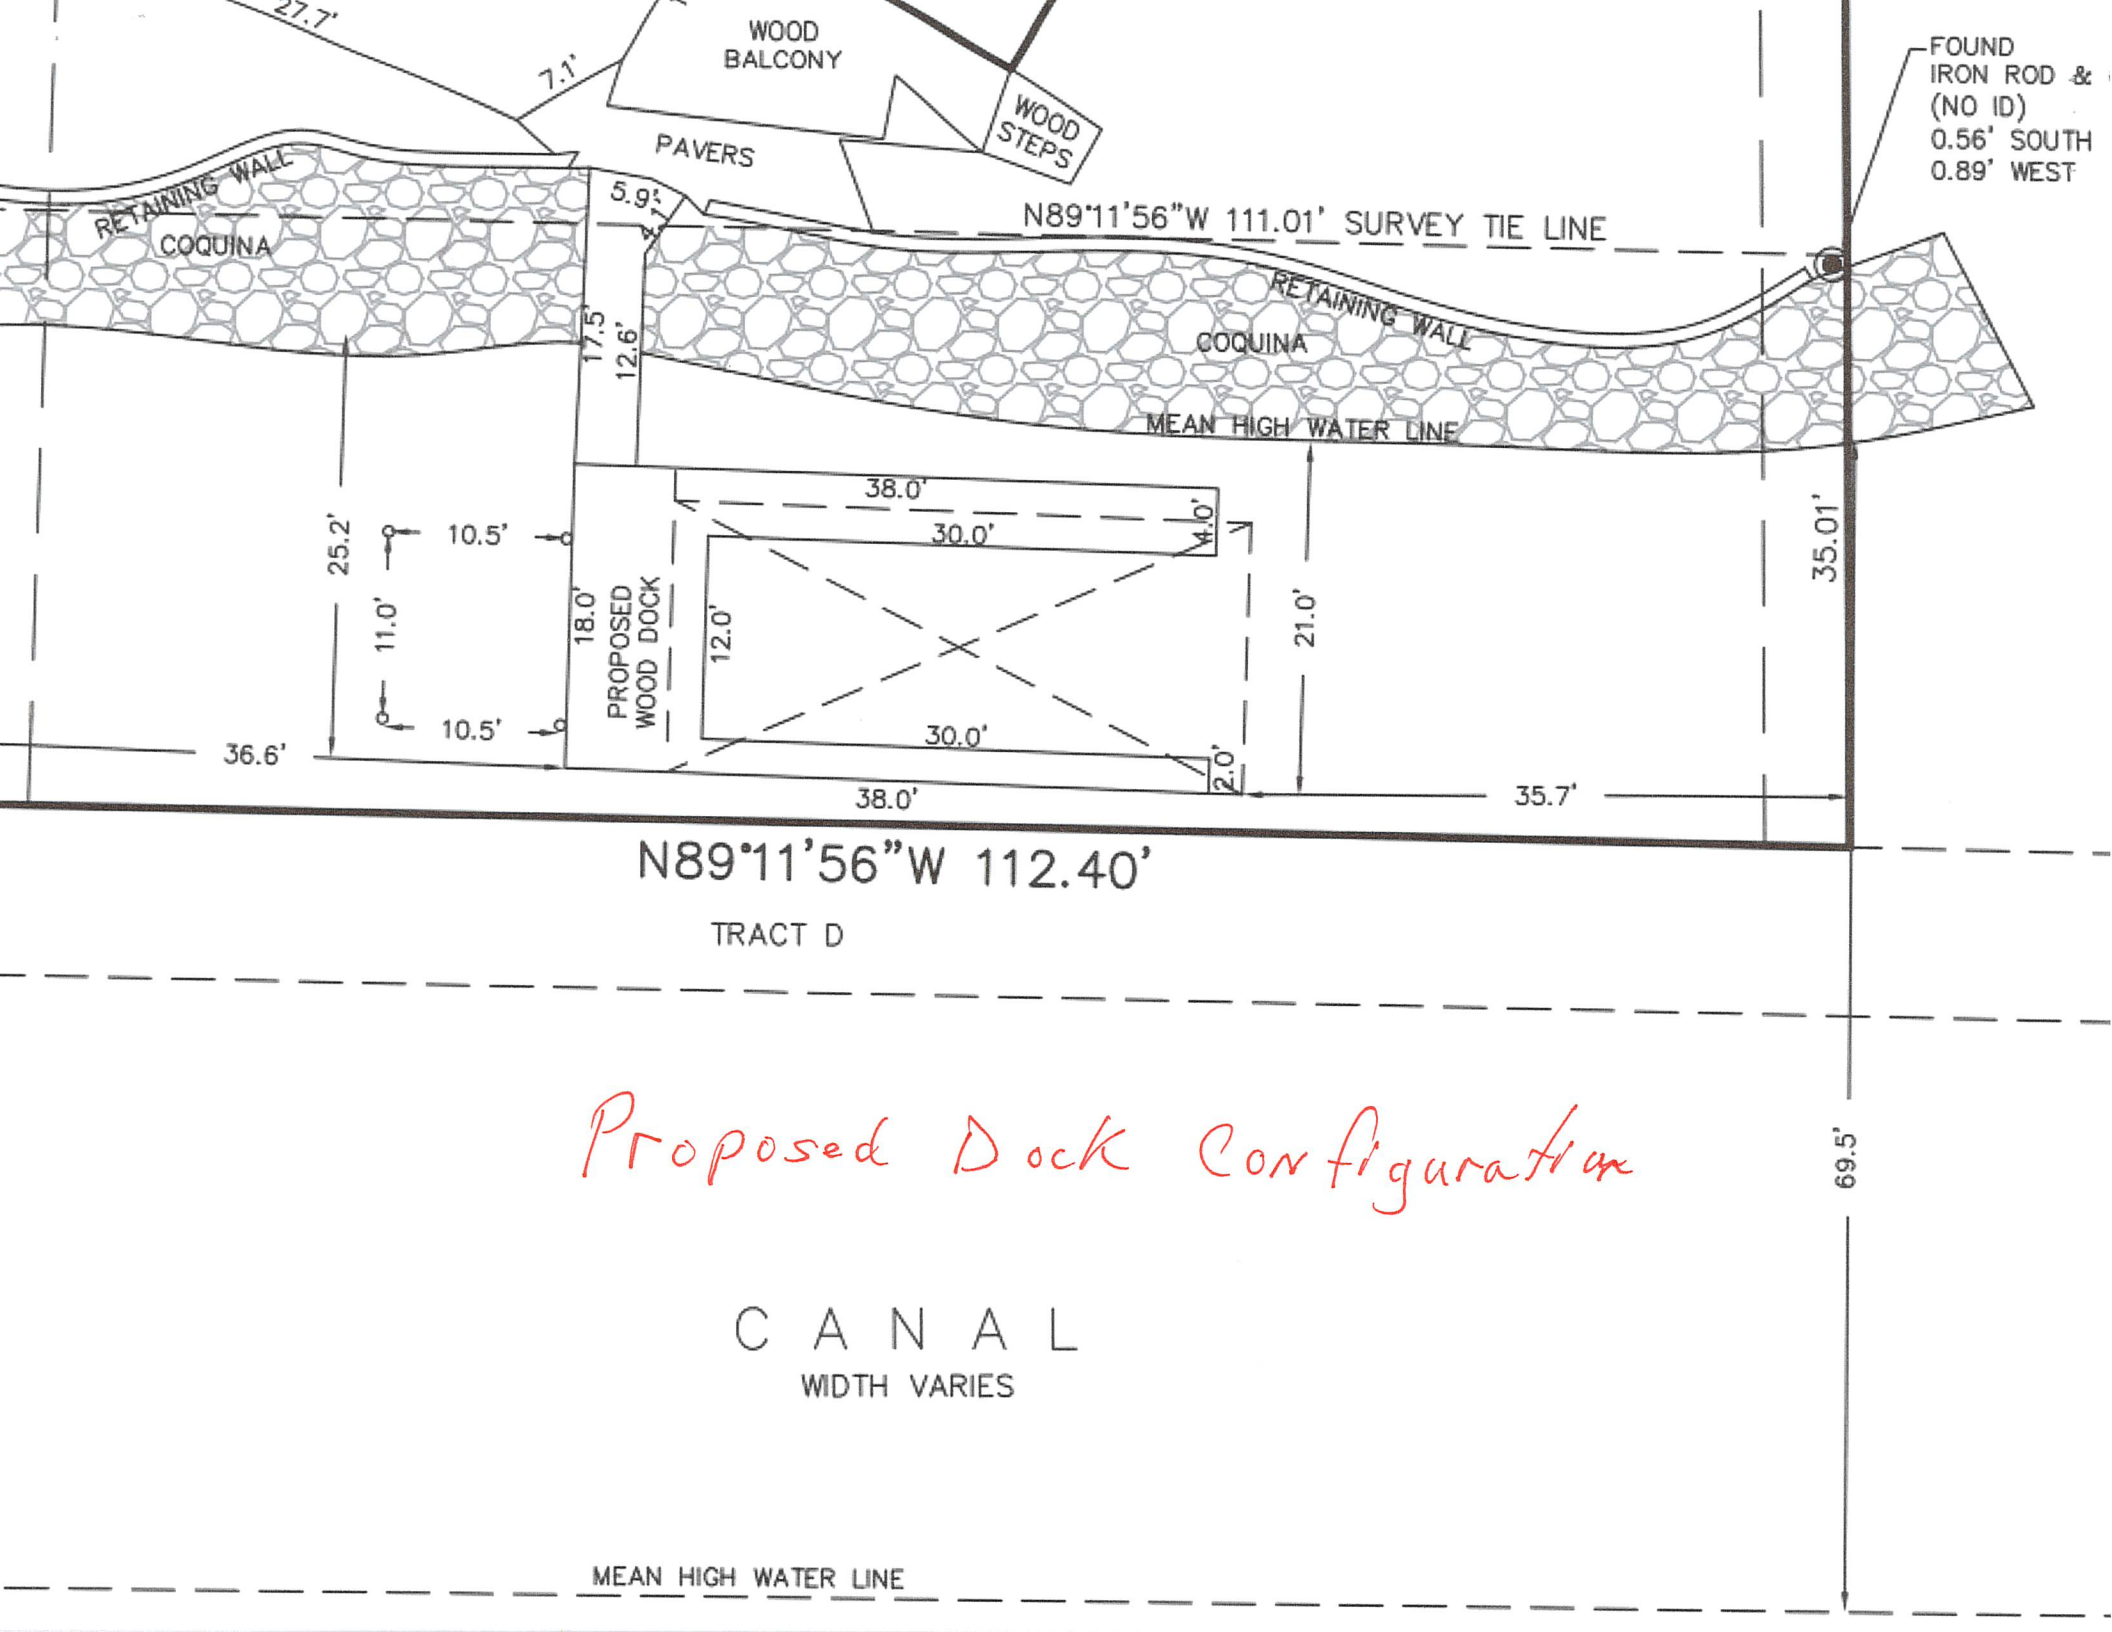 27.7'
7.1'
WOOD
BALCONY
WOOD
STEPS
PAVERS
FOUND
IRON ROD &
(NO ID)
0.56' SOUTH
0.89' WEST
RETAINING WALL
COQUINA
5.9'
4.1'
N89°11'56"W 111.01' SURVEY TIE LINE
RETAINING WALL
COQUINA
MEAN HIGH WATER LINE
17.5'
12.6'
38.0'
4.0'
30.0'
25.2'
10.5'
11.0'
10.5'
18.0'
PROPOSED
WOOD DOCK
12.0'
21.0'
35.01'
30.0'
2.0'
36.6'
38.0'
35.7'
N89°11'56"W 112.40'
TRACT D
Proposed Dock Configuration
69.5'
CANAL
WIDTH VARIES
MEAN HIGH WATER LINE